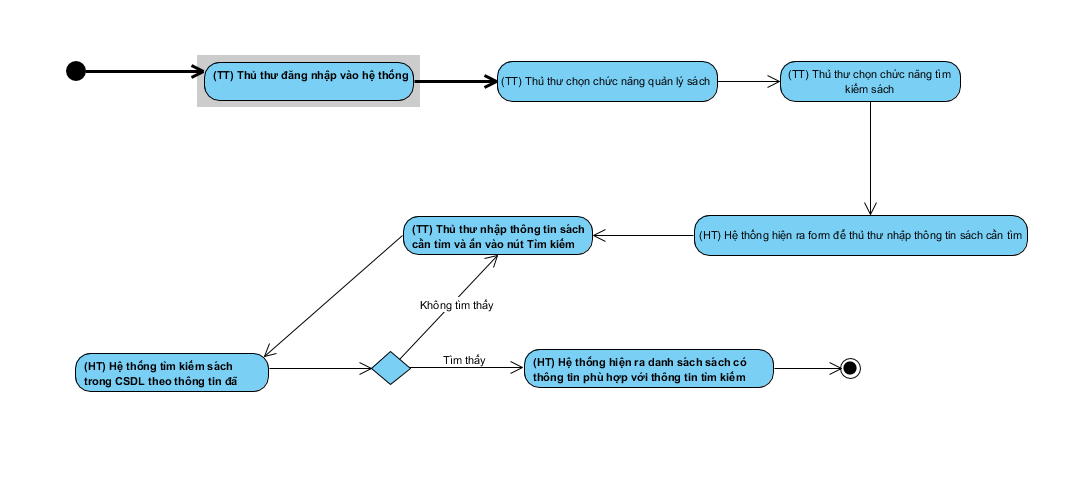 (TT) Thủ thư đăng nhập vào hệ thống
(TT) Thủ thư chọn chức năng quản lý sách
(TT) Thủ thư chọn chức năng tìm
kiếm sách
(TT) Thủ thư nhập thông tin sách
cần tìm và ấn vào nút Tìm kiếm
(HT) Hệ thống hiện ra form để thủ thư nhập thông tin sách cần tìm
Không tìm thấy
(HT) Hệ thống tìm kiếm sách
trong CSDL theo thông tin đã
Tìm thấy
(HT) Hệ thống hiện ra danh sách sách có
thông tin phù hợp với thông tin tìm kiếm